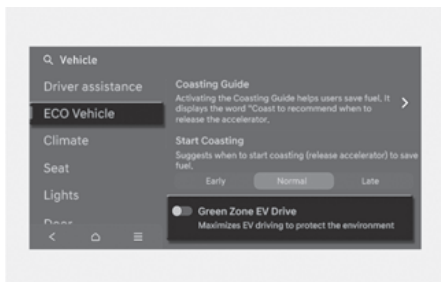 Vehicle
Driver assistance
ECO Vehicle
Climate
Seat
Lights
Door
Coasting Guide
Activating the Coasting Guide helps users save fuel. It
displays the word "Coast to recommend when to
release the accelerator.
Start Coasting
Suggests when to start coasting (release accelerator) to save
fuel.
Early Normal Late
Green Zone EV Drive
Maximizes EV driving to protect the environment